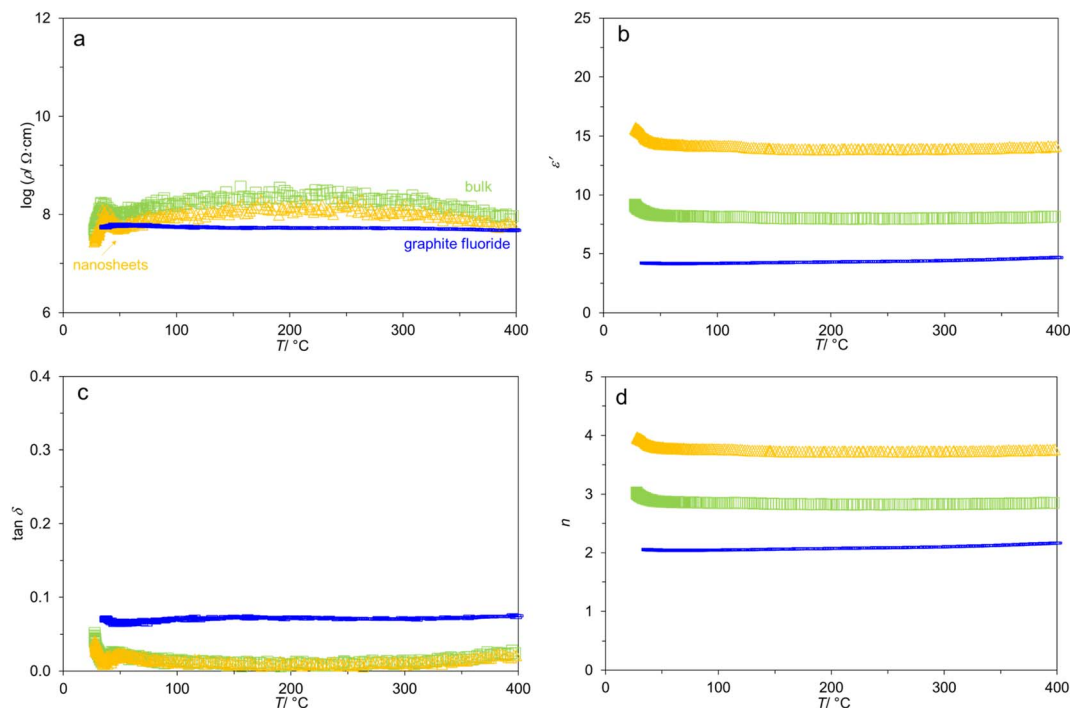 a
12
10
8
6
log (ρ/ Ω·cm)
bulk
graphite fluoride
nanosheets
0 100 200 300 400
T/ °C
b
25
20
15
10
5
0
ε′
0 100 200 300 400
T/ °C
c
0.4
0.3
0.2
0.1
0.0
tan δ
0 100 200 300 400
T/ °C
d
5
4
3
2
1
0
n
0 100 200 300 400
T/ °C